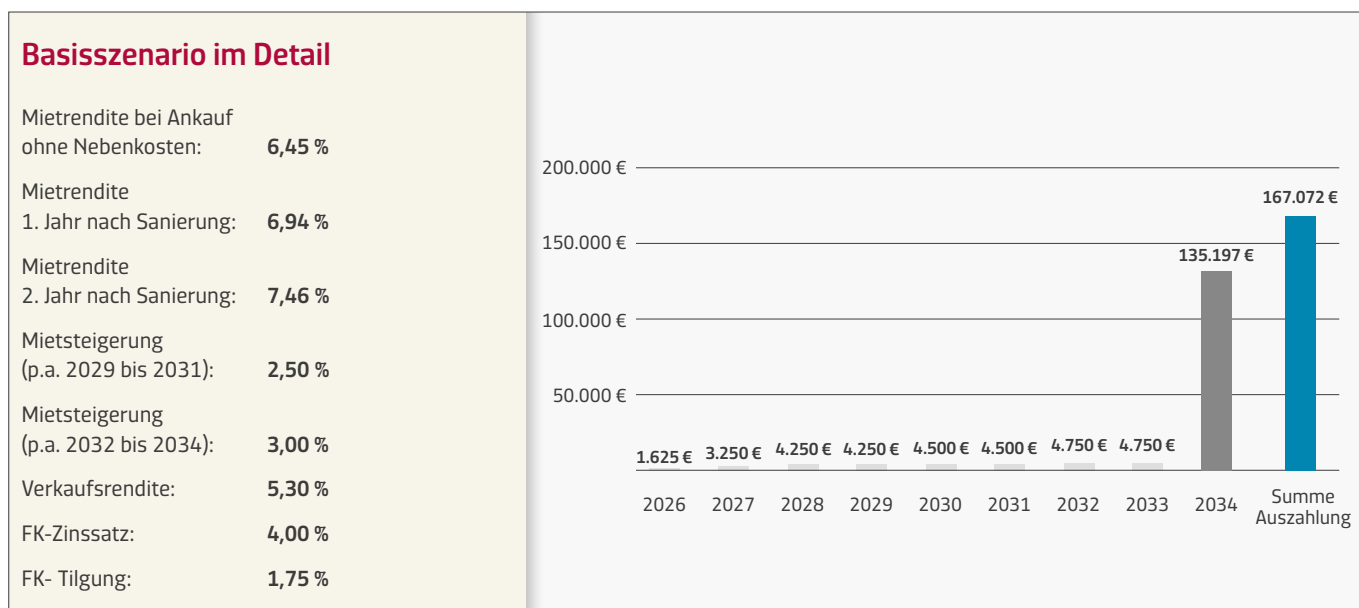 Basisszenario im Detail
Mietrendite bei Ankauf
ohne Nebenkosten: 6,45 %
Mietrendite
1. Jahr nach Sanierung: 6,94 %
Mietrendite
2. Jahr nach Sanierung: 7,46 %
Mietsteigerung
(p.a. 2029 bis 2031): 2,50 %
Mietsteigerung
(p.a. 2032 bis 2034): 3,00 %
Verkaufsrendite: 5,30 %
FK-Zinssatz: 4,00 %
FK- Tilgung: 1,75 %
200.000 €
167.072 €
150.000 €
135.197 €
100.000 €
50.000 €
1.625 € 3.250 € 4.250 € 4.250 € 4.500 € 4.500 € 4.750 € 4.750 €
2026 2027 2028 2029 2030 2031 2032 2033 2034 Summe
Auszahlung